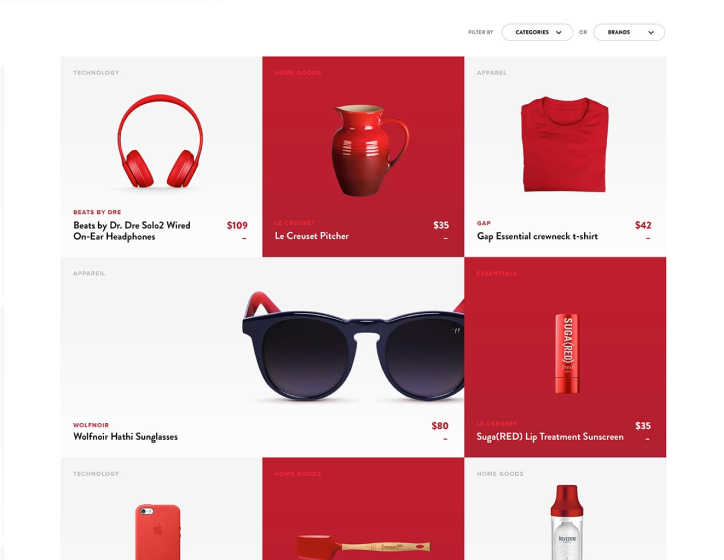 FILTER BY CATEGORIES OR BRANDS
TECHNOLOGY
BEATS BY DRE
Beats by Dr. Dre Solo2 Wired
On-Ear Headphones
$109
HOME GOODS
LE CREUSET
Le Creuset Pitcher
$35
APPAREL
GAP
Gap Essential crewneck t-shirt
$42
APPAREIL
WOLFNOIR
Wolfnoir Hathi Sunglasses
$80
ESSENTIALS
SUGA(RED)
fresh
LE CREUSET
Suga(RED) Lip Treatment Sunscreen
$35
TECHNOLOGY
HOME GOODS
HOME GOODS